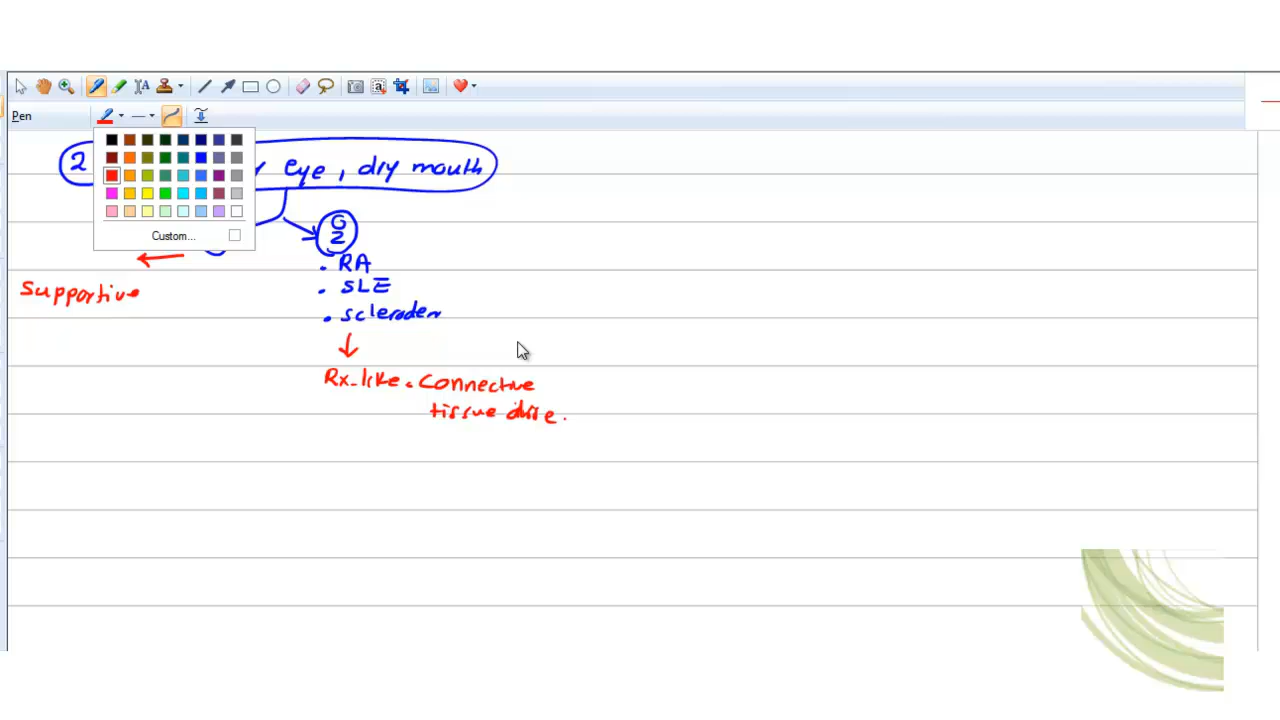 Pen
Custom...
2 eye, dry mouth
G
2
. RA
. SLE
. scleroder
Supportive
Rx-like. Connective
tissue dise.